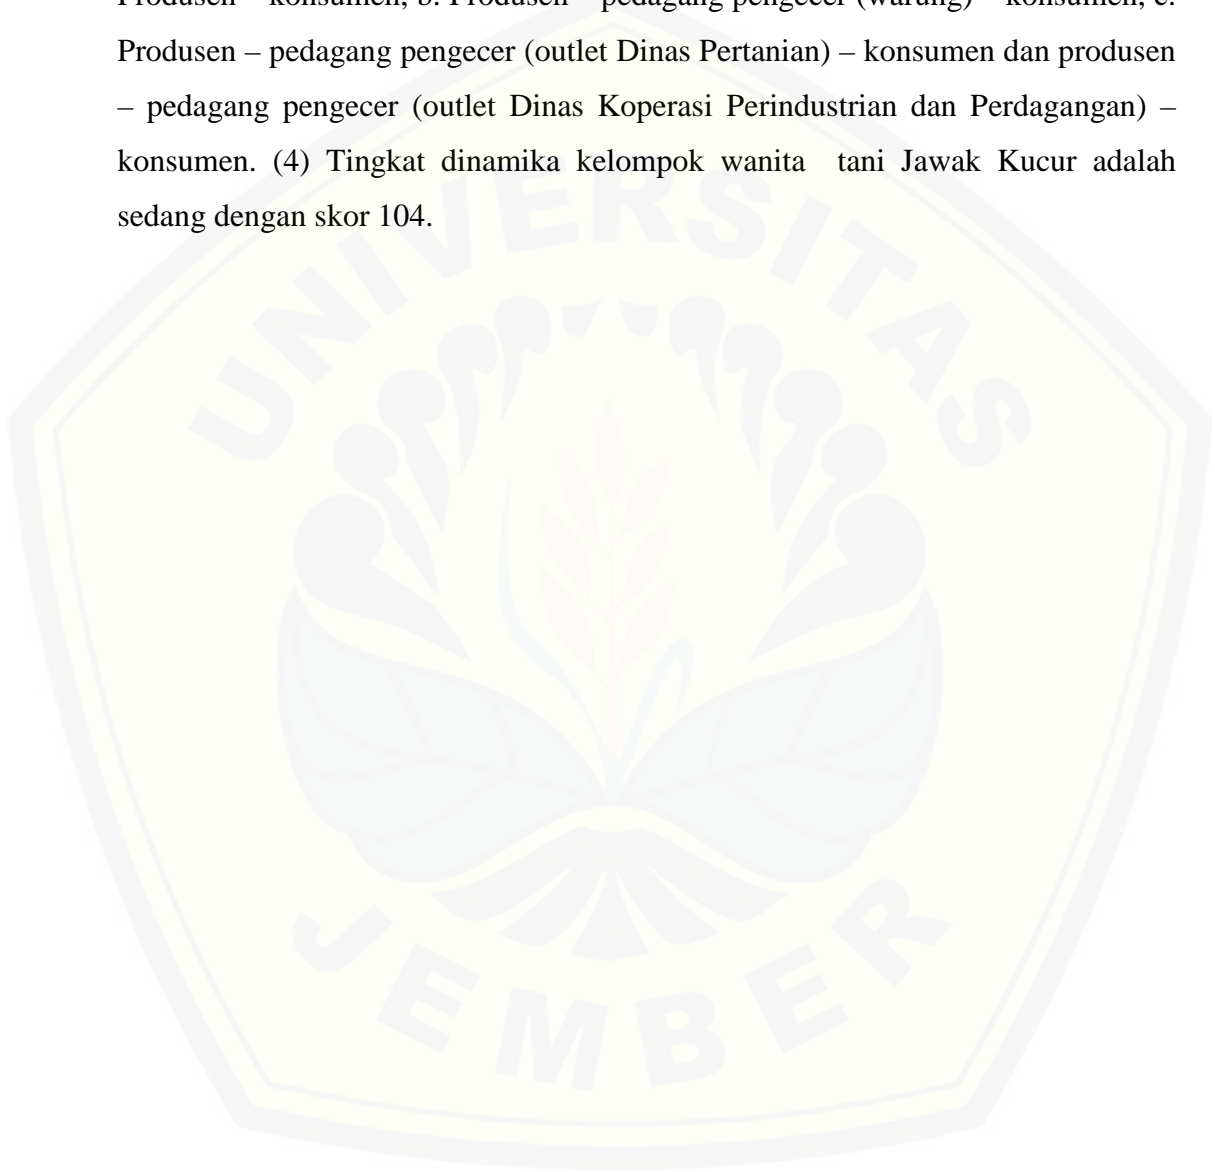 Produsen – konsumen, b. Produsen – pedagang pengecer (warung) – konsumen, c.
Produsen – pedagang pengecer (outlet Dinas Pertanian) – konsumen dan produsen
– pedagang pengecer (outlet Dinas Koperasi Perindustrian dan Perdagangan) –
konsumen. (4) Tingkat dinamika kelompok wanita tani Jawak Kucur adalah
sedang dengan skor 104.
UNIVERSITAS
JEMBER